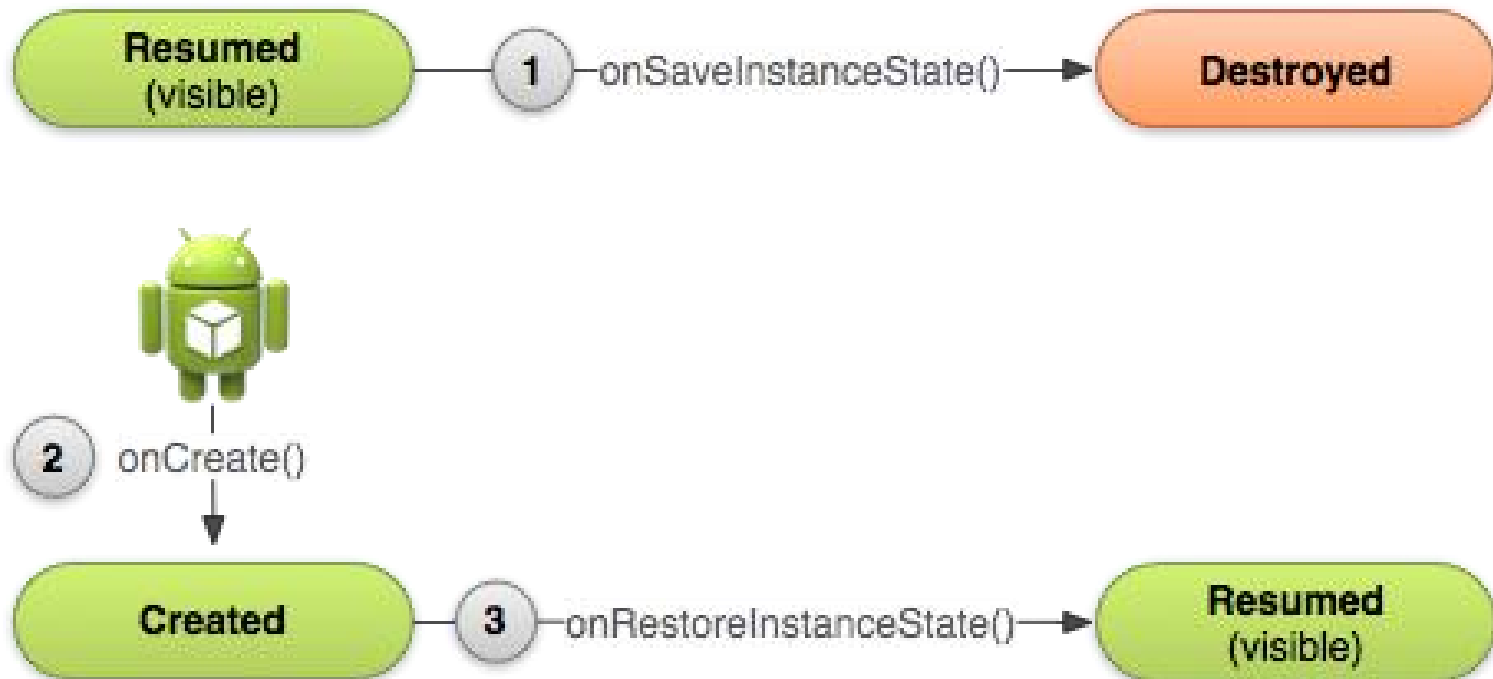 Resumed
(visible)
1
onSaveInstanceState()
Destroyed
2
onCreate()
Created
3
onRestoreInstanceState()
Resumed
(visible)